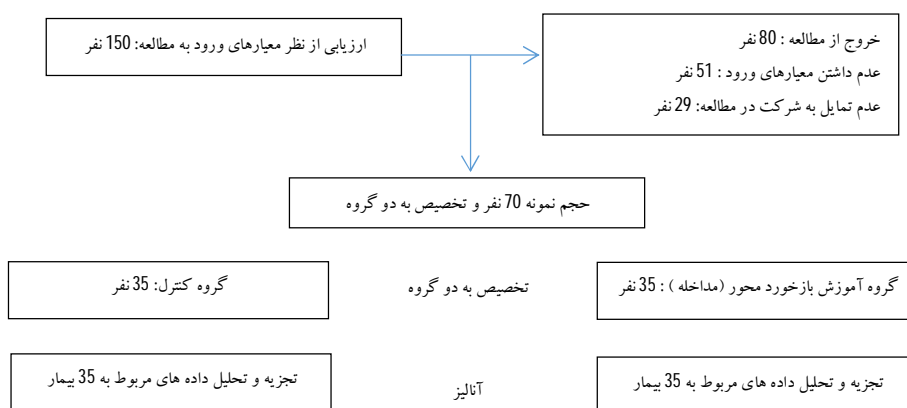 ارزیابی از نظر معیارهای ورود به مطالعه: 150 نفر
خروج از مطالعه : 80 نفر
عدم داشتن معیارهای ورود : 51 نفر
عدم تمایل به شرکت در مطالعه: 29 نفر
حجم نمونه 70 نفر و تخصیص به دو گروه
گروه آموزش بازخورد محور (مداخله ) : 35 نفر
تخصیص به دو گروه
گروه کنترل: 35 نفر
تجزیه و تحلیل داده های مربوط به 35 بیمار
آنالیز
تجزیه و تحلیل داده های مربوط به 35 بیمار